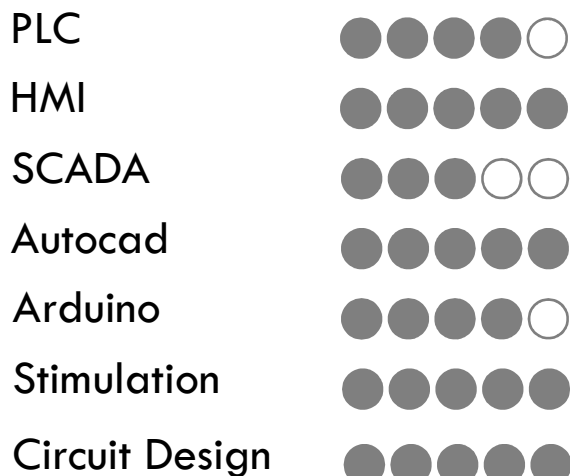 PLC
HMI
SCADA
Autocad
Arduino
Stimulation
Circuit Design